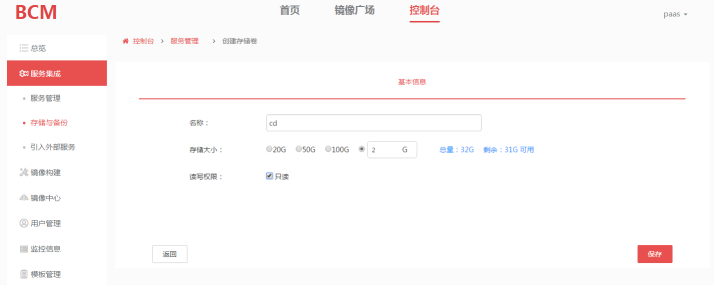 BCM
首页 镜像广场 控制台
paas
控制台 > 服务管理 > 创建存储卷
总览
服务集成
服务管理
存储与备份
引入外部服务
镜像构建
镜像中心
用户管理
监控信息
模板管理
基本信息
名称：
cd
存储大小：
20G 50G 100G 2 G 总量：32G 剩余：31G 可用
读写权限：
只读
返回
保存